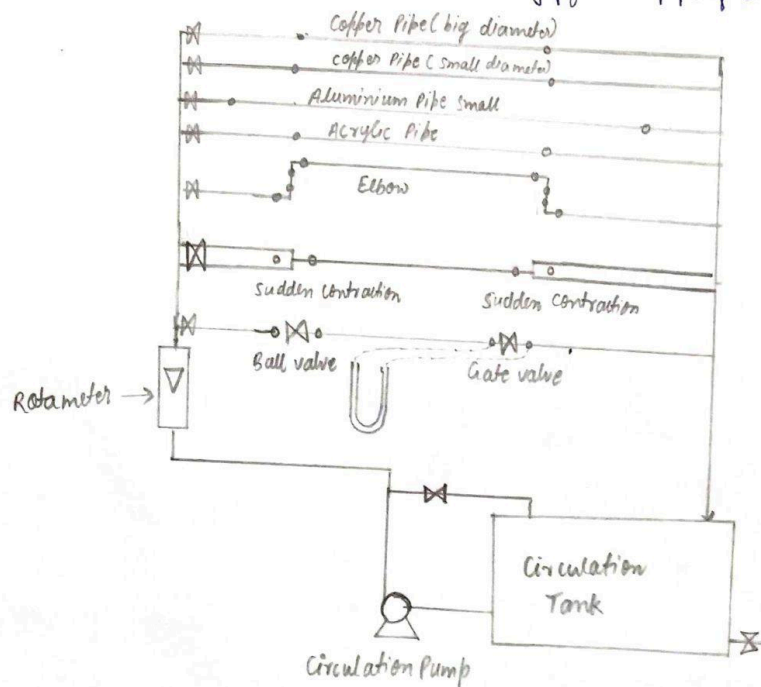 Copper Pipe (big diameter)
copper Pipe (small diameter)
Aluminium Pipe small
Acrylic Pipe
Elbow
Sudden contraction
Sudden contraction
Ball valve
Gate valve
Rotameter
Circulation
Tank
Circulation Pump